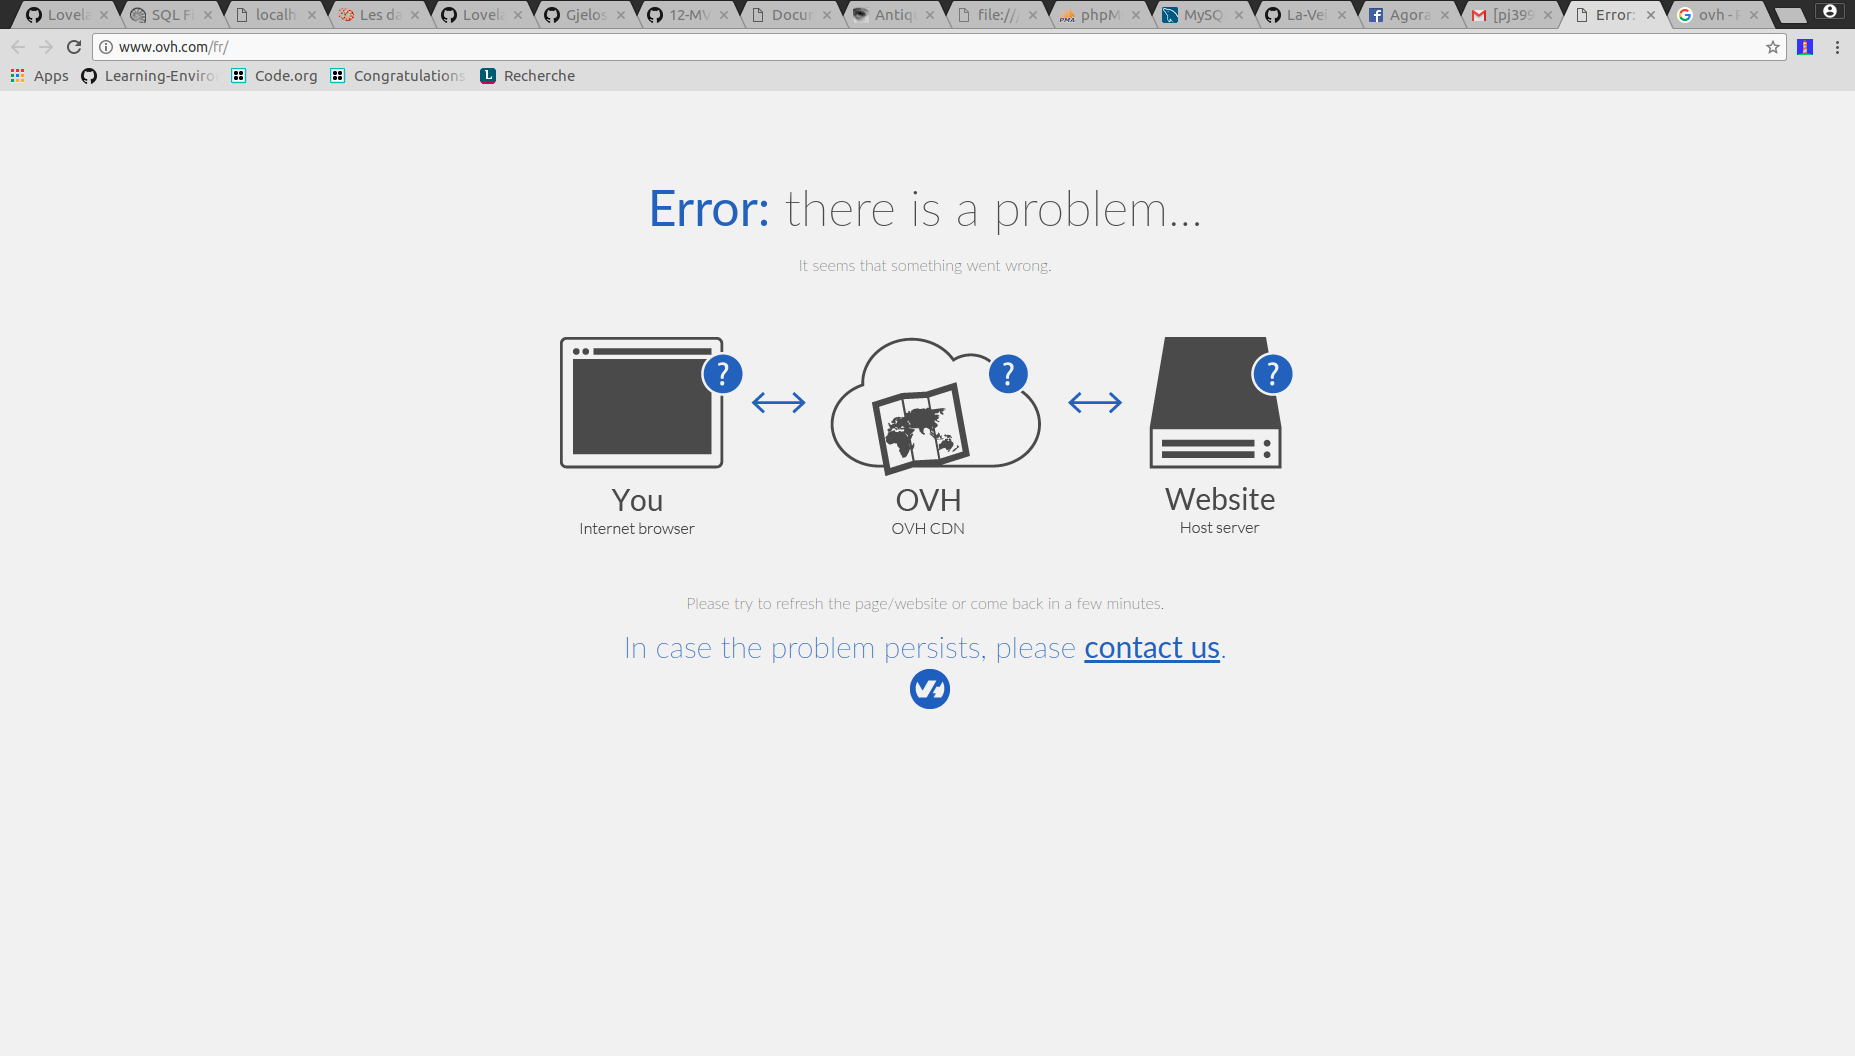 Lovela SQL Fi localh Les da Lovela Gjelos 12-MV Docum Antiqu file:/// phpM MySQ La-Vei Agora [pj399 Error: ovh - 
www.ovh.com/fr/
Apps Learning-Enviro Code.org Congratulations Recherche
Error: there is a problem...
It seems that something went wrong.
? ? ?
You OVH Website
Internet browser OVH CDN Host server
Please try to refresh the page/website or come back in a few minutes.
In case the problem persists, please contact us.